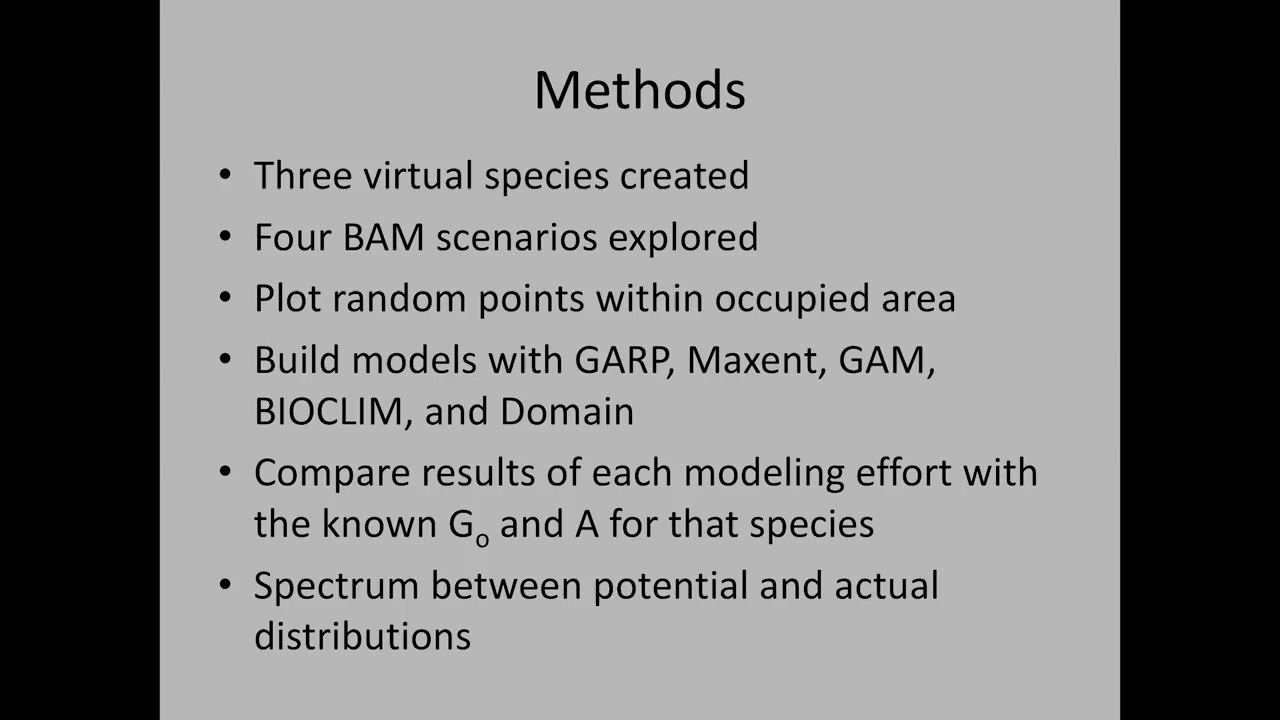 Methods
• Three virtual species created
• Four BAM scenarios explored
• Plot random points within occupied area
• Build models with GARP, Maxent, GAM,
BIOCLIM, and Domain
• Compare results of each modeling effort with
the known Go and A for that species
• Spectrum between potential and actual
distributions